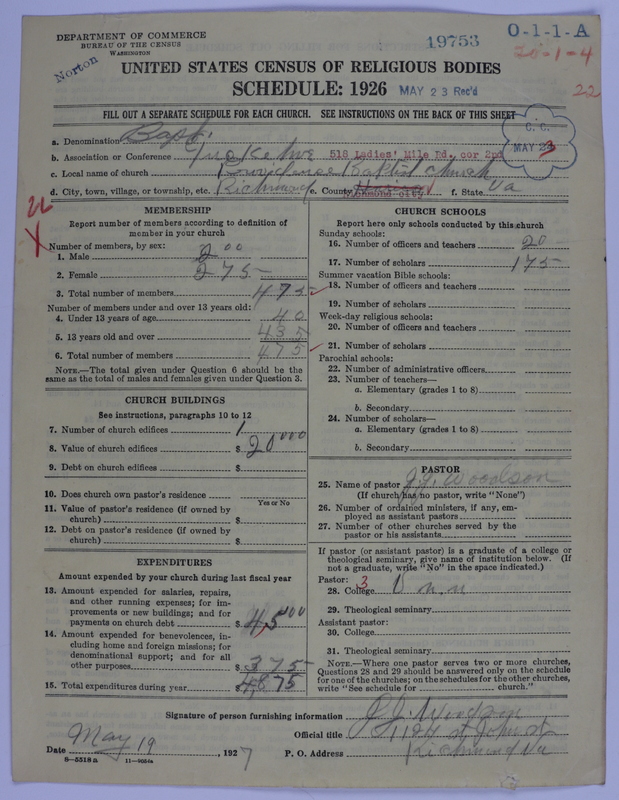 DEPARTMENT OF COMMERCE
BUREAU OF THE CENSUS
WASHINGTON
Norton
19753
O-1-1-A
20-1-4
UNITED STATES CENSUS OF RELIGIOUS BODIES
SCHEDULE: 1926
MAY 23 Rec'd
22
FILL OUT A SEPARATE SCHEDULE FOR EACH CHURCH. SEE INSTRUCTIONS ON THE BACK OF THIS SHEET
C. C.
MAY 23
a. Denomination Bapt.
b. Association or Conference 518 Ladies' Mile Rd. cor 2nd
c. Local name of church Providence Baptist Church
d. City, town, village, or township, etc. Richmond e. County Richmond city f. State Va
22
X
MEMBERSHIP
Report number of members according to definition of
member in your church
Number of members, by sex:
1. Male 200
2. Female 275
3. Total number of members 475
Number of members under and over 13 years old:
4. Under 13 years of age 40
5. 13 years old and over 435
6. Total number of members 475
NOTE.—The total given under Question 6 should be the
same as the total of males and females given under Question 3.
CHURCH BUILDINGS
See instructions, paragraphs 10 to 12
7. Number of church edifices 1
8. Value of church edifices $ 20000
9. Debt on church edifices $
10. Does church own pastor's residence
Yes or No
11. Value of pastor's residence (if owned by
church) $
12. Debt on pastor's residence (if owned by
church) $
EXPENDITURES
Amount expended by your church during last fiscal year
13. Amount expended for salaries, repairs,
and other running expenses; for im-
provements or new buildings; and for
payments on church debt $ 4500
14. Amount expended for benevolences, in-
cluding home and foreign missions; for
denominational support; and for all
other purposes $ 375
15. Total expenditures during year $ 4875
CHURCH SCHOOLS
Report here only schools conducted by this church
Sunday schools:
16. Number of officers and teachers 20
17. Number of scholars 175
Summer vacation Bible schools:
18. Number of officers and teachers
19. Number of scholars
Week-day religious schools:
20. Number of officers and teachers
21. Number of scholars
Parochial schools:
22. Number of administrative officers
23. Number of teachers—
a. Elementary (grades 1 to 8)
b. Secondary
24. Number of scholars—
a. Elementary (grades 1 to 8)
b. Secondary
PASTOR
25. Name of pastor J. J. Woodson
(If church has no pastor, write "None")
26. Number of ordained ministers, if any, em-
ployed as assistant pastors
27. Number of other churches served by the
pastor or his assistants
If pastor (or assistant pastor) is a graduate of a college or
theological seminary, give name of institution below. (If
not a graduate, write "No" in the space indicated.)
Pastor:
28. College 3
29. Theological seminary
Assistant pastor:
30. College
31. Theological seminary
NOTE.—Where one pastor serves two or more churches,
Questions 28 and 29 should be answered only on the schedule
for one of the churches; on the schedules for the other churches,
write "See schedule for church."
Signature of person furnishing information J. J. Woodson
Official title St John St
Date May 19, 1927 P. O. Address Richmond Va
8-5518a 11-9054a